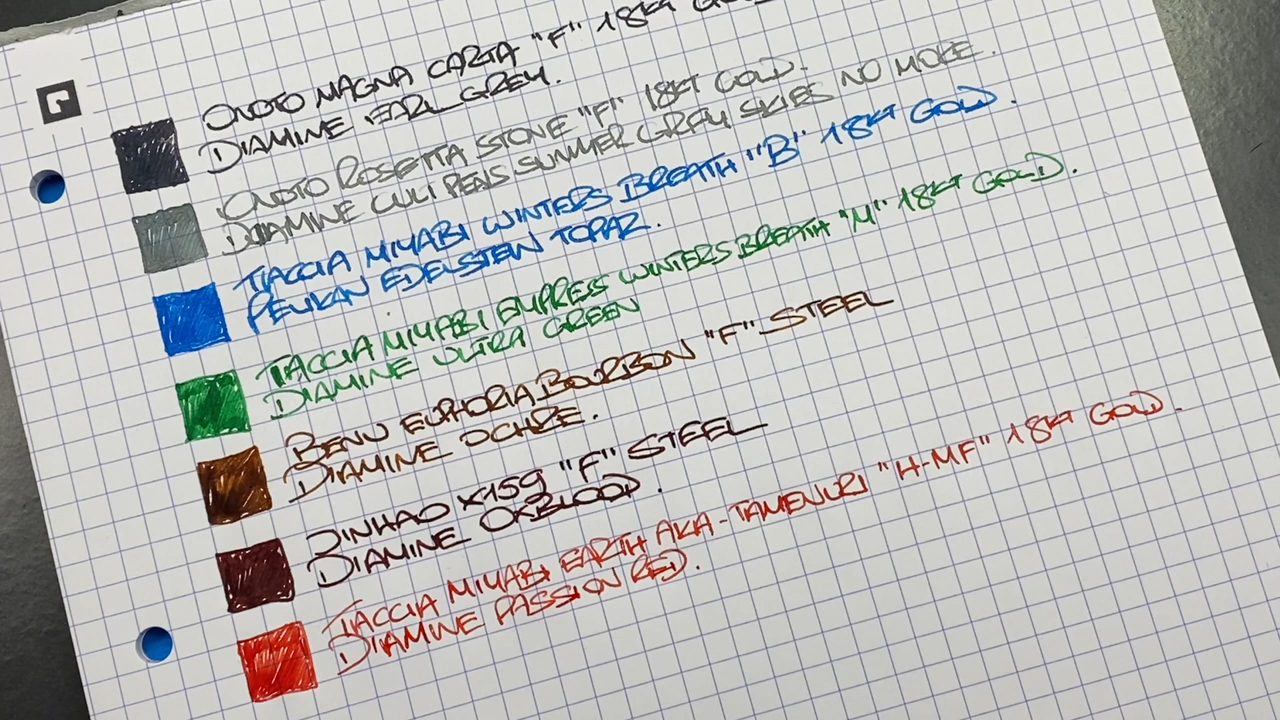 ONOTO MAGNA CARTA "F" 18KT GOLD
DIAMINE EARL GREY.
ONOTO ROSETTA STONE "F" 18KT GOLD.
DIAMINE CULT PENS SUMMER GREY SKIES NO MORE.
TACCIA MIYABI WINTERS BREATH "B" 18KT GOLD.
PELIKAN EDELSTEIN TOPAZ.
TACCIA MIYABI EMPRESS WINTERS BREATH "M" 18KT GOLD.
DIAMINE ULTRA GREEN
BENU EUPHORIA BOURBON "F" STEEL
DIAMINE OCHRE.
JINHAO X159 "F" STEEL
DIAMINE OXBLOOD.
TACCIA MIYABI EARTH AKA-TAMENURI "H-MF" 18KT GOLD.
DIAMINE PASSION RED.